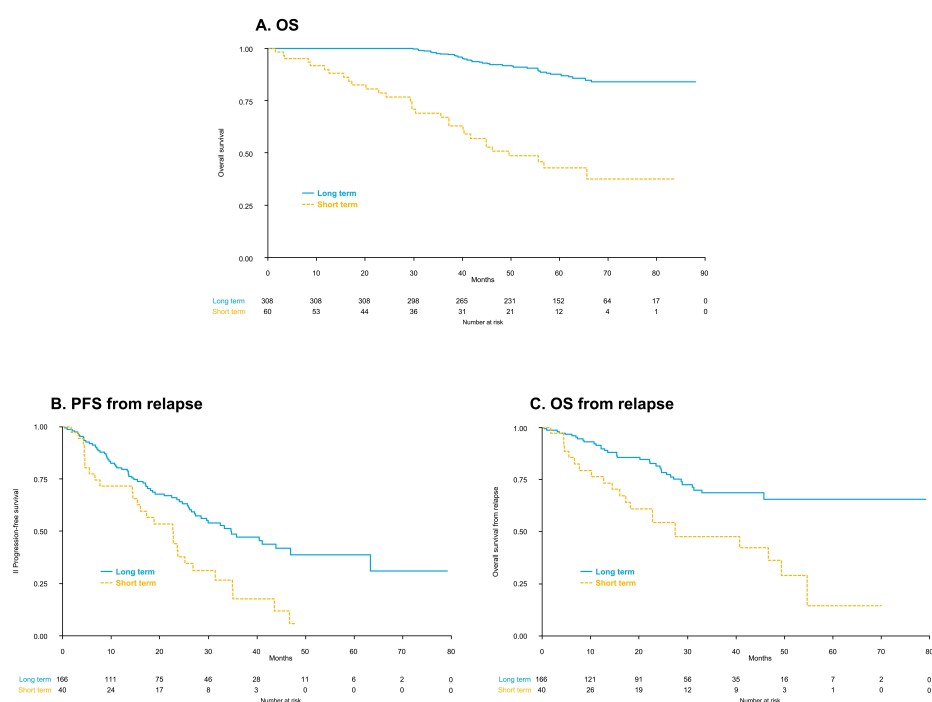 A. OS
1.00
0.75
0.50
0.25
0.00
Overall survival
Long term
Short term
0 10 20 30 40 50 60 70 80 90
Months
Long term 308 308 308 298 265 231 152 64 17 0
Short term 60 53 44 36 31 21 12 4 1 0
Number at risk
B. PFS from relapse
1.00
0.75
0.50
0.25
0.00
II Progression-free survival
Long term
Short term
0 10 20 30 40 50 60 70 80
Months
Long term 166 111 75 46 28 11 6 2 0
Short term 40 24 17 8 3 0 0 0 0
Number at risk
C. OS from relapse
1.00
0.75
0.50
0.25
0.00
Overall survival from relapse
Long term
Short term
0 10 20 30 40 50 60 70 80
Months
Long term 166 121 91 56 35 16 7 2 0
Short term 40 26 19 12 9 3 1 0 0
Number at risk